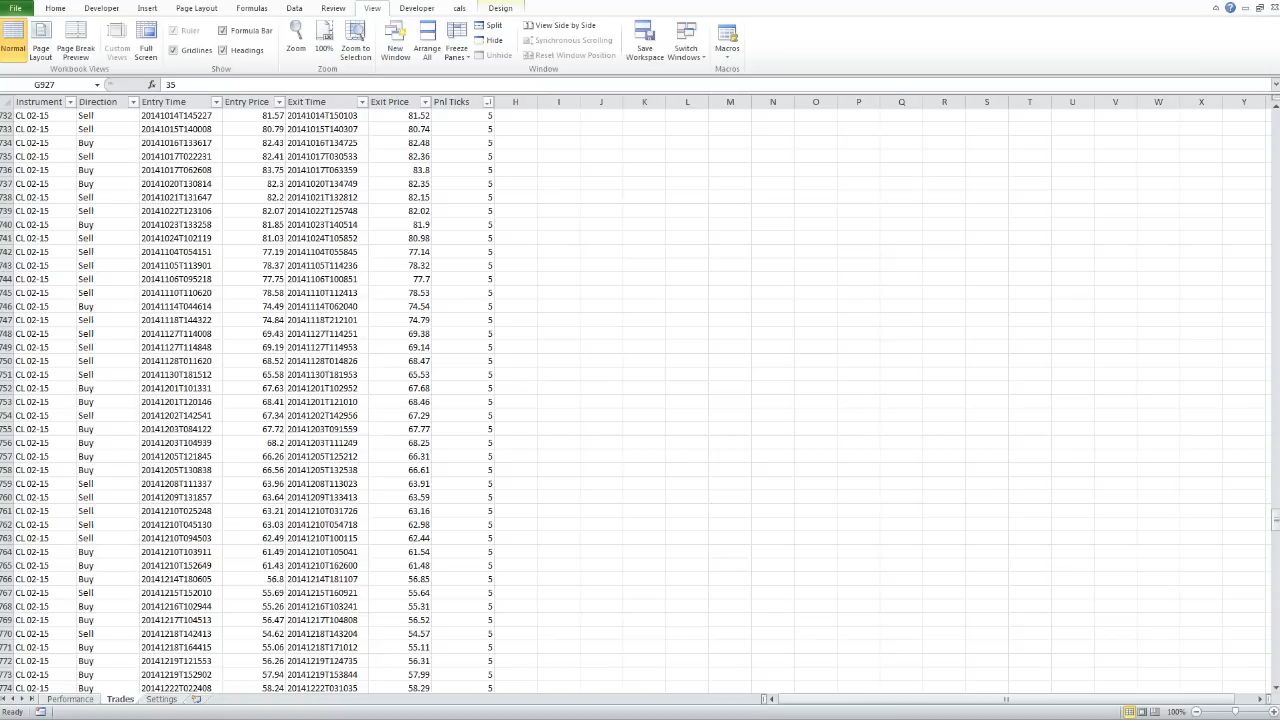 File Home Developer Insert Page Layout Formulas Data Review View Developer cals Design
Normal Page Layout Page Break Preview Custom Views Full Screen Ruler Formula Bar Gridlines Headings Zoom 100% Zoom to Selection New Window Arrange All Freeze Panes Split Hide Unhide View Side by Side Synchronous Scrolling Reset Window Position Save Workspace Switch Windows Macros
Workbook Views Show Zoom Window Macros
G927 fx 35
Instrument Direction Entry Time Entry Price Exit Time Exit Price Pnl Ticks H I J K L M N O P Q R S T U V W X Y
732 CL 02-15 Sell 20141014T145227 81.57 20141014T150103 81.52 5
733 CL 02-15 Sell 20141015T140008 80.79 20141015T140307 80.74 5
734 CL 02-15 Buy 20141016T133617 82.43 20141016T134725 82.48 5
735 CL 02-15 Sell 20141017T022231 82.41 20141017T030533 82.36 5
736 CL 02-15 Buy 20141017T062608 83.75 20141017T063359 83.8 5
737 CL 02-15 Buy 20141020T130814 82.3 20141020T134749 82.35 5
738 CL 02-15 Sell 20141021T131647 82.2 20141021T132812 82.15 5
739 CL 02-15 Sell 20141022T123106 82.07 20141022T125748 82.02 5
740 CL 02-15 Buy 20141023T133258 81.85 20141023T140514 81.9 5
741 CL 02-15 Sell 20141024T102119 81.03 20141024T105852 80.98 5
742 CL 02-15 Sell 20141104T054151 77.19 20141104T055845 77.14 5
743 CL 02-15 Sell 20141105T113901 78.37 20141105T114236 78.32 5
744 CL 02-15 Sell 20141106T095218 77.75 20141106T100851 77.7 5
745 CL 02-15 Sell 20141110T110620 78.58 20141110T112413 78.53 5
746 CL 02-15 Buy 20141114T044614 74.49 20141114T062040 74.54 5
747 CL 02-15 Sell 20141118T144322 74.84 20141118T212101 74.79 5
748 CL 02-15 Sell 20141127T114008 69.43 20141127T114251 69.38 5
749 CL 02-15 Sell 20141127T114848 69.19 20141127T114953 69.14 5
750 CL 02-15 Sell 20141128T011620 68.52 20141128T014826 68.47 5
751 CL 02-15 Sell 20141130T181512 65.58 20141130T181953 65.53 5
752 CL 02-15 Buy 20141201T101331 67.63 20141201T102952 67.68 5
753 CL 02-15 Buy 20141201T120146 68.41 20141201T121010 68.46 5
754 CL 02-15 Sell 20141202T142541 67.34 20141202T142956 67.29 5
755 CL 02-15 Buy 20141203T084122 67.72 20141203T091559 67.77 5
756 CL 02-15 Buy 20141203T104939 68.2 20141203T111249 68.25 5
757 CL 02-15 Buy 20141205T121845 66.26 20141205T125212 66.31 5
758 CL 02-15 Buy 20141205T130838 66.56 20141205T132538 66.61 5
759 CL 02-15 Sell 20141208T111337 63.96 20141208T113023 63.91 5
760 CL 02-15 Sell 20141209T131857 63.64 20141209T133413 63.59 5
761 CL 02-15 Sell 20141210T025248 63.21 20141210T031726 63.16 5
762 CL 02-15 Sell 20141210T045130 63.03 20141210T054718 62.98 5
763 CL 02-15 Sell 20141210T094503 62.49 20141210T100115 62.44 5
764 CL 02-15 Buy 20141210T103911 61.49 20141210T105041 61.54 5
765 CL 02-15 Buy 20141210T152649 61.43 20141210T162600 61.48 5
766 CL 02-15 Buy 20141214T180605 56.8 20141214T181107 56.85 5
767 CL 02-15 Sell 20141215T152010 55.69 20141215T160921 55.64 5
768 CL 02-15 Buy 20141216T102944 55.26 20141216T103241 55.31 5
769 CL 02-15 Buy 20141217T104513 56.47 20141217T104808 56.52 5
770 CL 02-15 Sell 20141218T142413 54.62 20141218T143204 54.57 5
771 CL 02-15 Buy 20141218T164415 55.06 20141218T171012 55.11 5
772 CL 02-15 Buy 20141219T121553 56.26 20141219T124735 56.31 5
773 CL 02-15 Buy 20141219T152944 57.94 20141219T153844 57.99 5
774 CL 02-15 Buy 20141222T022408 58.24 20141222T031035 58.29 5
Performance Trades Settings
Ready 100%